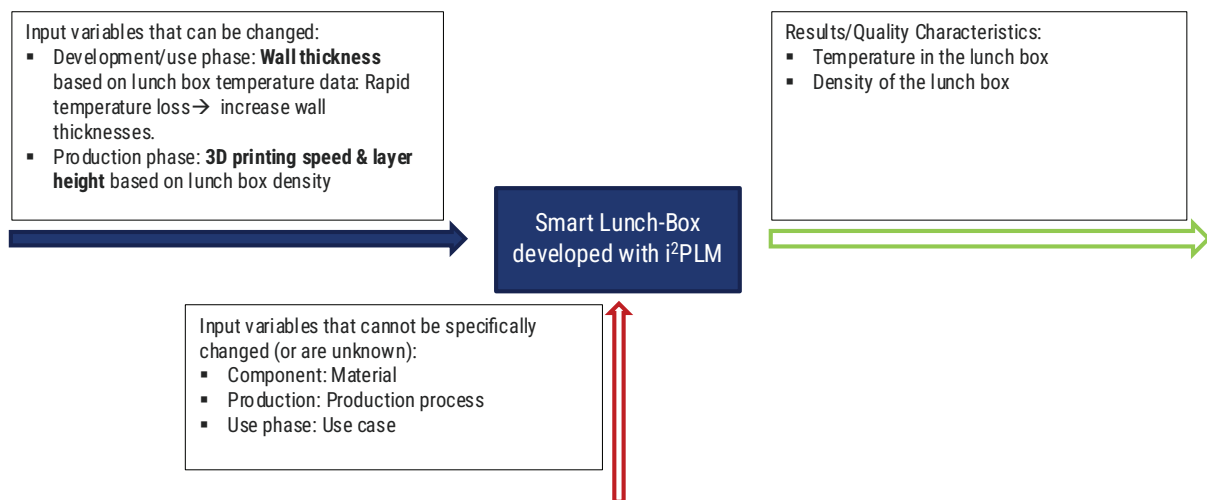 Input variables that can be changed:
▪ Development/use phase: Wall thickness
based on lunch box temperature data: Rapid
temperature loss→ increase wall
thicknesses.
▪ Production phase: 3D printing speed & layer
height based on lunch box density
Results/Quality Characteristics:
▪ Temperature in the lunch box
▪ Density of the lunch box
Smart Lunch-Box
developed with i²PLM
Input variables that cannot be specifically
changed (or are unknown):
▪ Component: Material
▪ Production: Production process
▪ Use phase: Use case